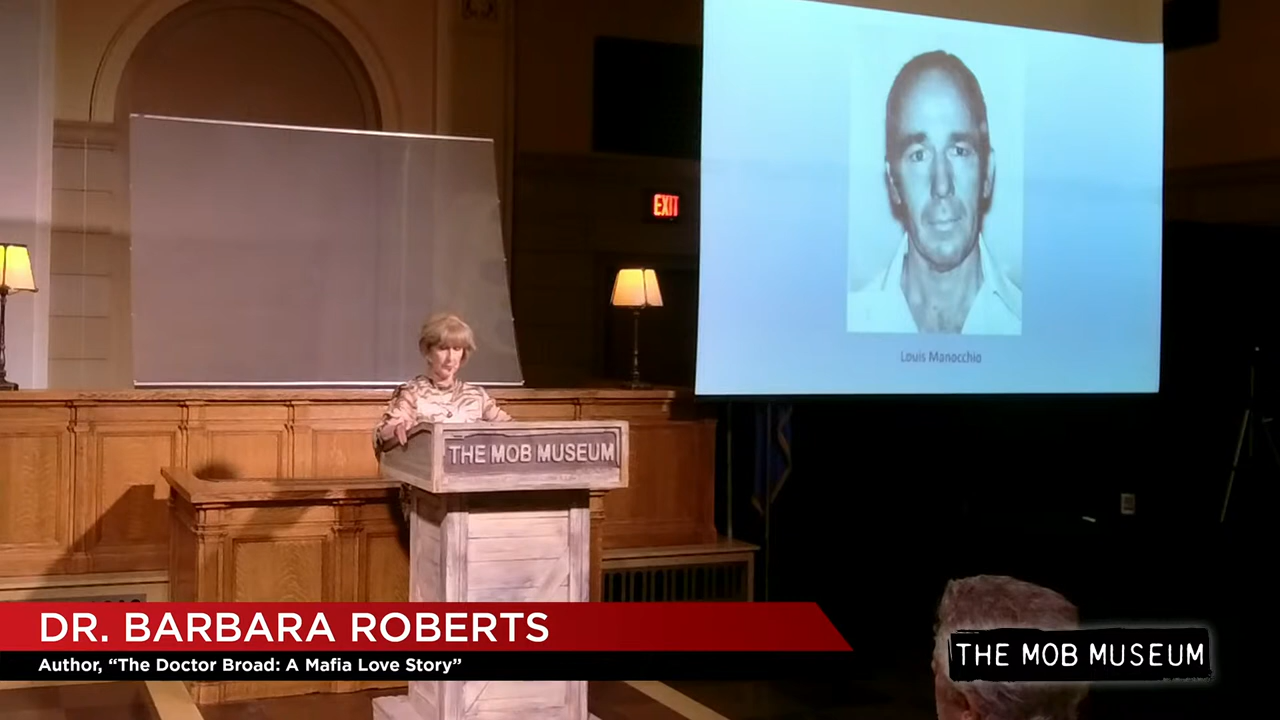 EXIT
Louis Manocchio
THE MOB MUSEUM
DR. BARBARA ROBERTS
Author, “The Doctor Broad: A Mafia Love Story”
THE MOB MUSEUM